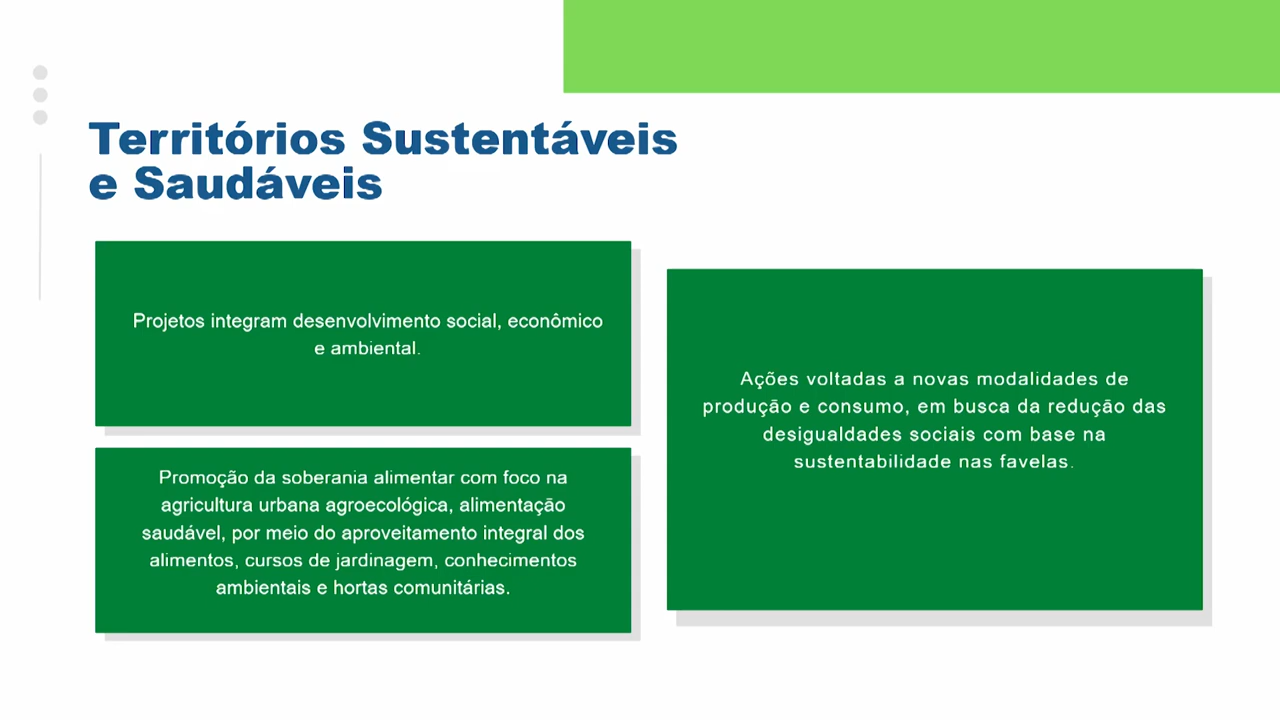 Territórios Sustentáveis
e Saudáveis
Projetos integram desenvolvimento social, econômico
e ambiental.
Promoção da soberania alimentar com foco na
agricultura urbana agroecológica, alimentação
saudável, por meio do aproveitamento integral dos
alimentos, cursos de jardinagem, conhecimentos
ambientais e hortas comunitárias.
Ações voltadas a novas modalidades de
produção e consumo, em busca da redução das
desigualdades sociais com base na
sustentabilidade nas favelas.